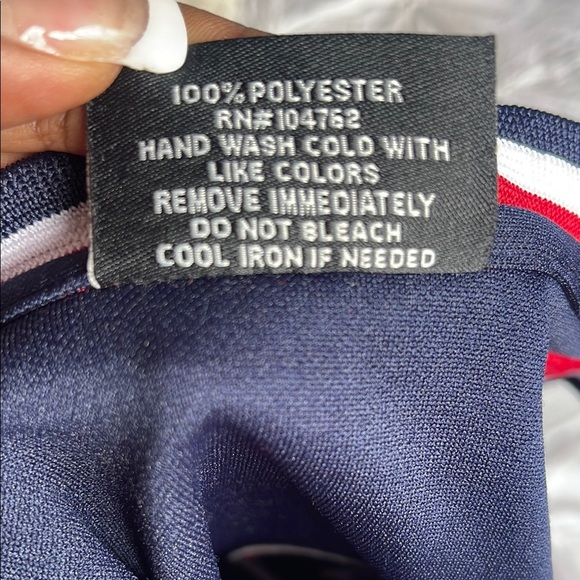 100% POLYESTER
RN#104762
HAND WASH COLD WITH
LIKE COLORS
REMOVE IMMEDIATELY
DO NOT BLEACH
COOL IRON IF NEEDED